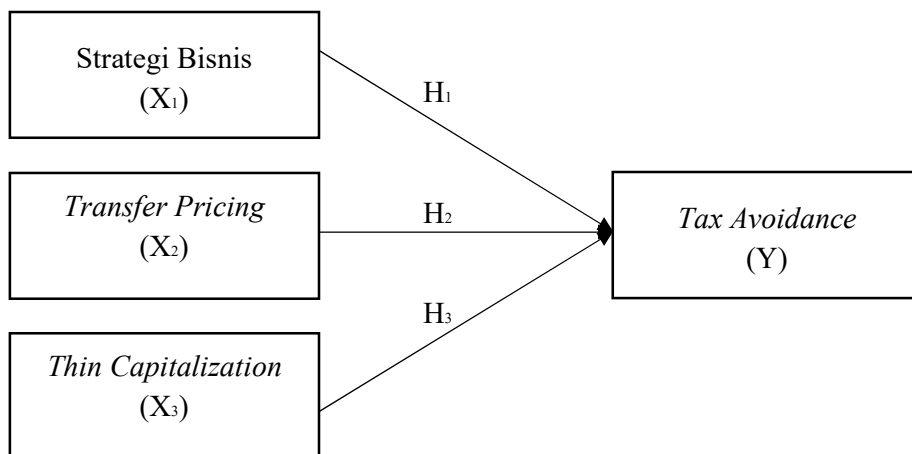 Strategi Bisnis
(X₁)
H₁
Transfer Pricing
(X₂)
H₂
Tax Avoidance
(Y)
H₃
Thin Capitalization
(X₃)